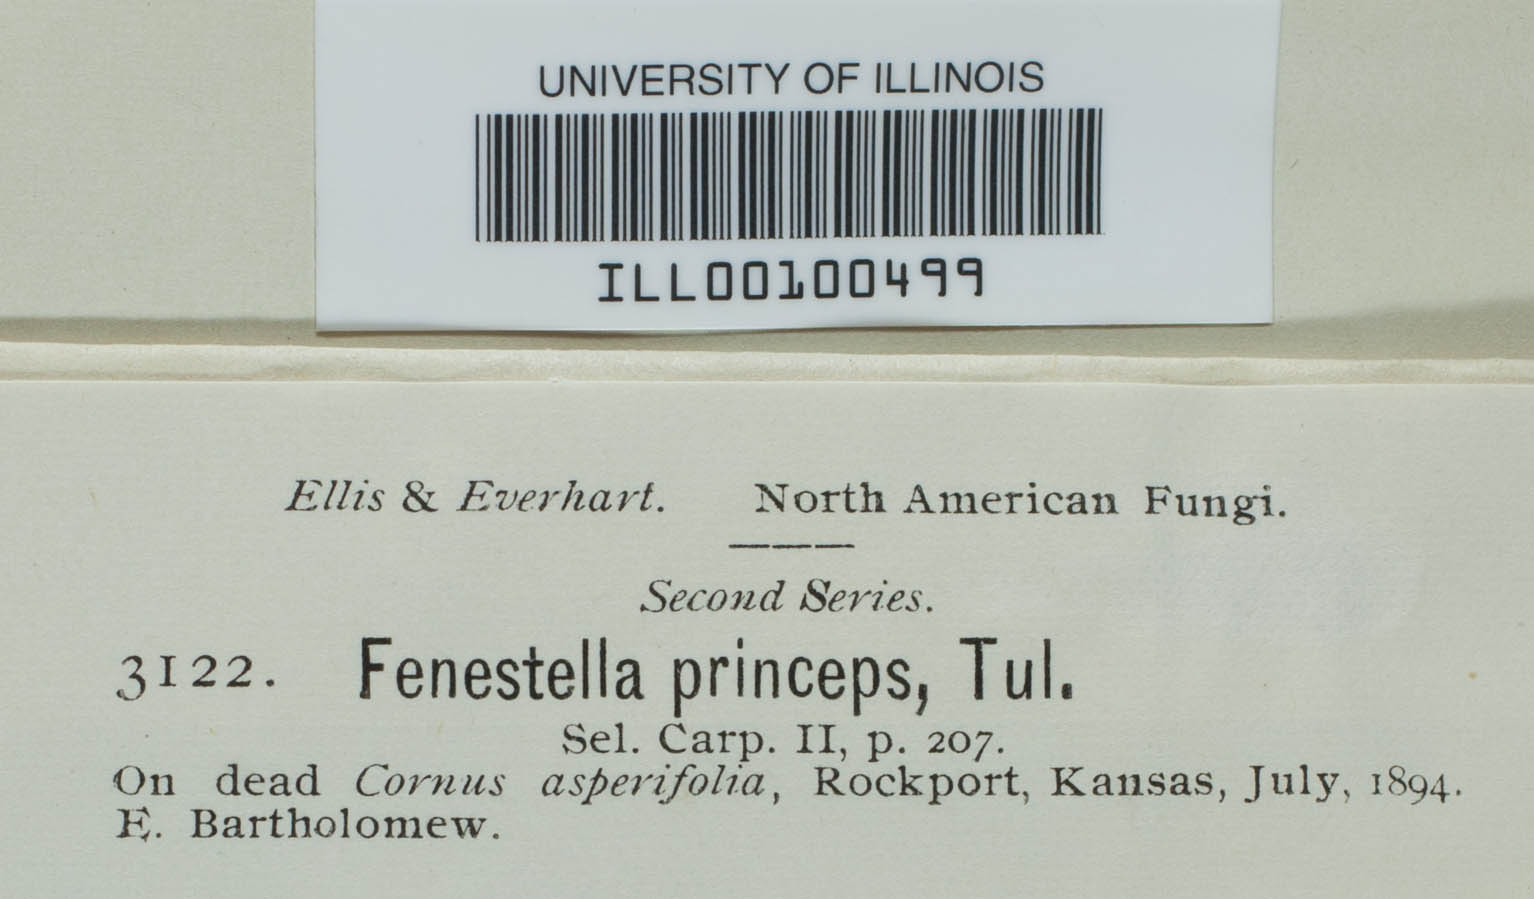 UNIVERSITY OF ILLINOIS
ILL00100499
Ellis & Everhart. North American Fungi.
Second Series.
3122. Fenestella princeps, Tul.
Sel. Carp. II, p. 207.
On dead Cornus asperifolia, Rockport, Kansas, July, 1894.
E. Bartholomew.